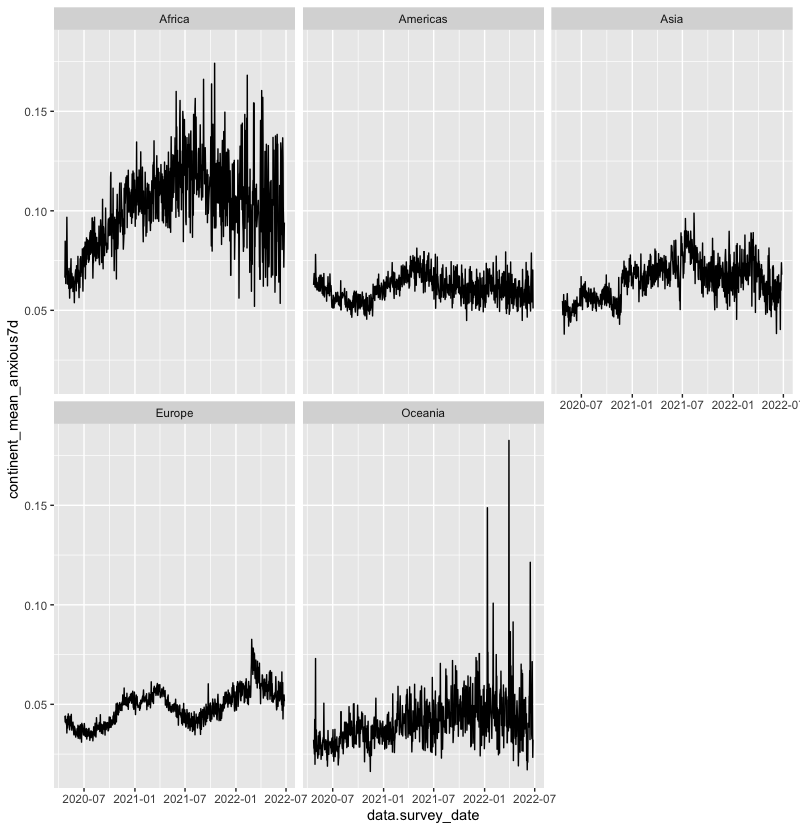 Africa Americas Asia
0.15
0.10
0.05
continent_mean_anxious7d
2020-07 2021-01 2021-07 2022-01 2022-0
Europe Oceania
0.15
0.10
0.05
2020-07 2021-01 2021-07 2022-01 2022-07 2020-07 2021-01 2021-07 2022-01 2022-07
data.survey_date